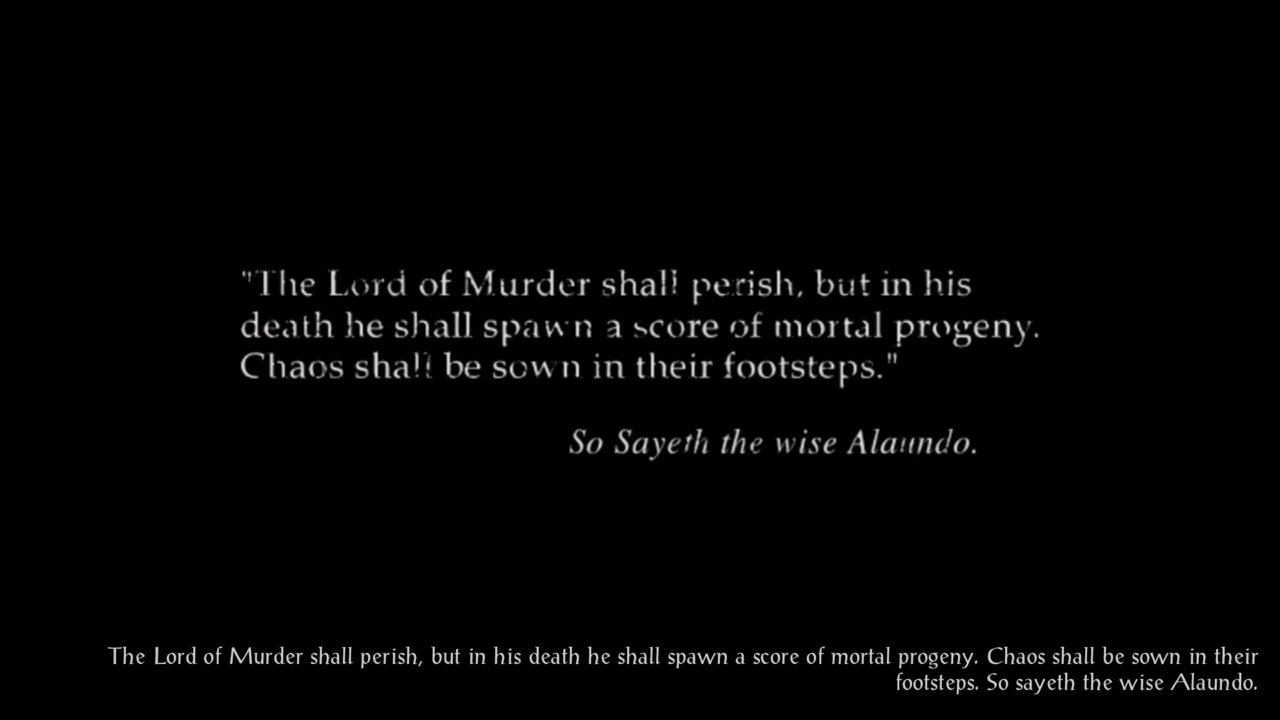 "The Lord of Murder shall perish, but in his
death he shall spawn a score of mortal progeny.
Chaos shall be sown in their footsteps."
So Sayeth the wise Alaundo.
The Lord of Murder shall perish, but in his death he shall spawn a score of mortal progeny. Chaos shall be sown in their
footsteps. So sayeth the wise Alaundo.